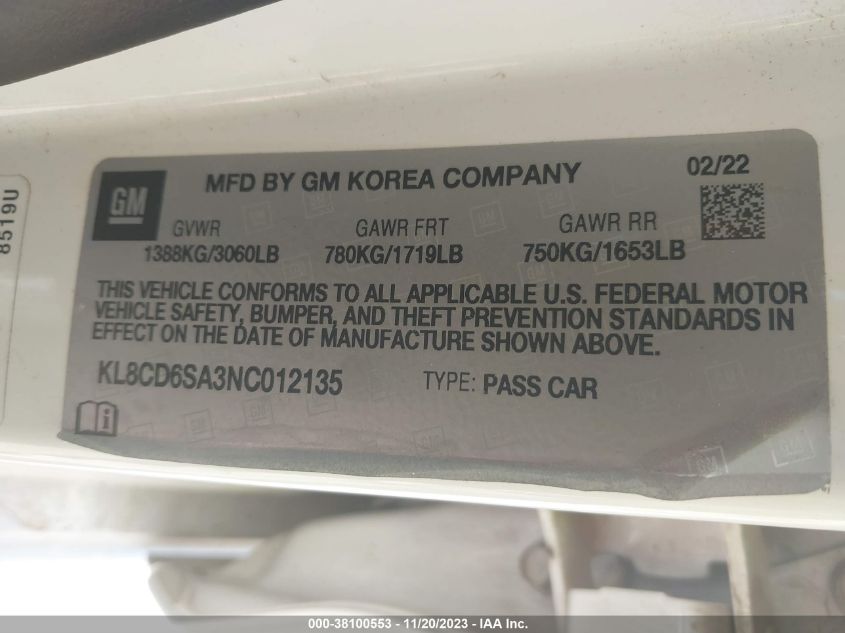 8519U
GM
MFD BY GM KOREA COMPANY
02/22
GVWR GAWR FRT GAWR RR
1388KG/3060LB 780KG/1719LB 750KG/1653LB
THIS VEHICLE CONFORMS TO ALL APPLICABLE U.S. FEDERAL MOTOR
VEHICLE SAFETY, BUMPER, AND THEFT PREVENTION STANDARDS IN
EFFECT ON THE DATE OF MANUFACTURE SHOWN ABOVE.
KL8CD6SA3NC012135 TYPE: PASS CAR
000-38100553 - 11/20/2023 - IAA Inc.